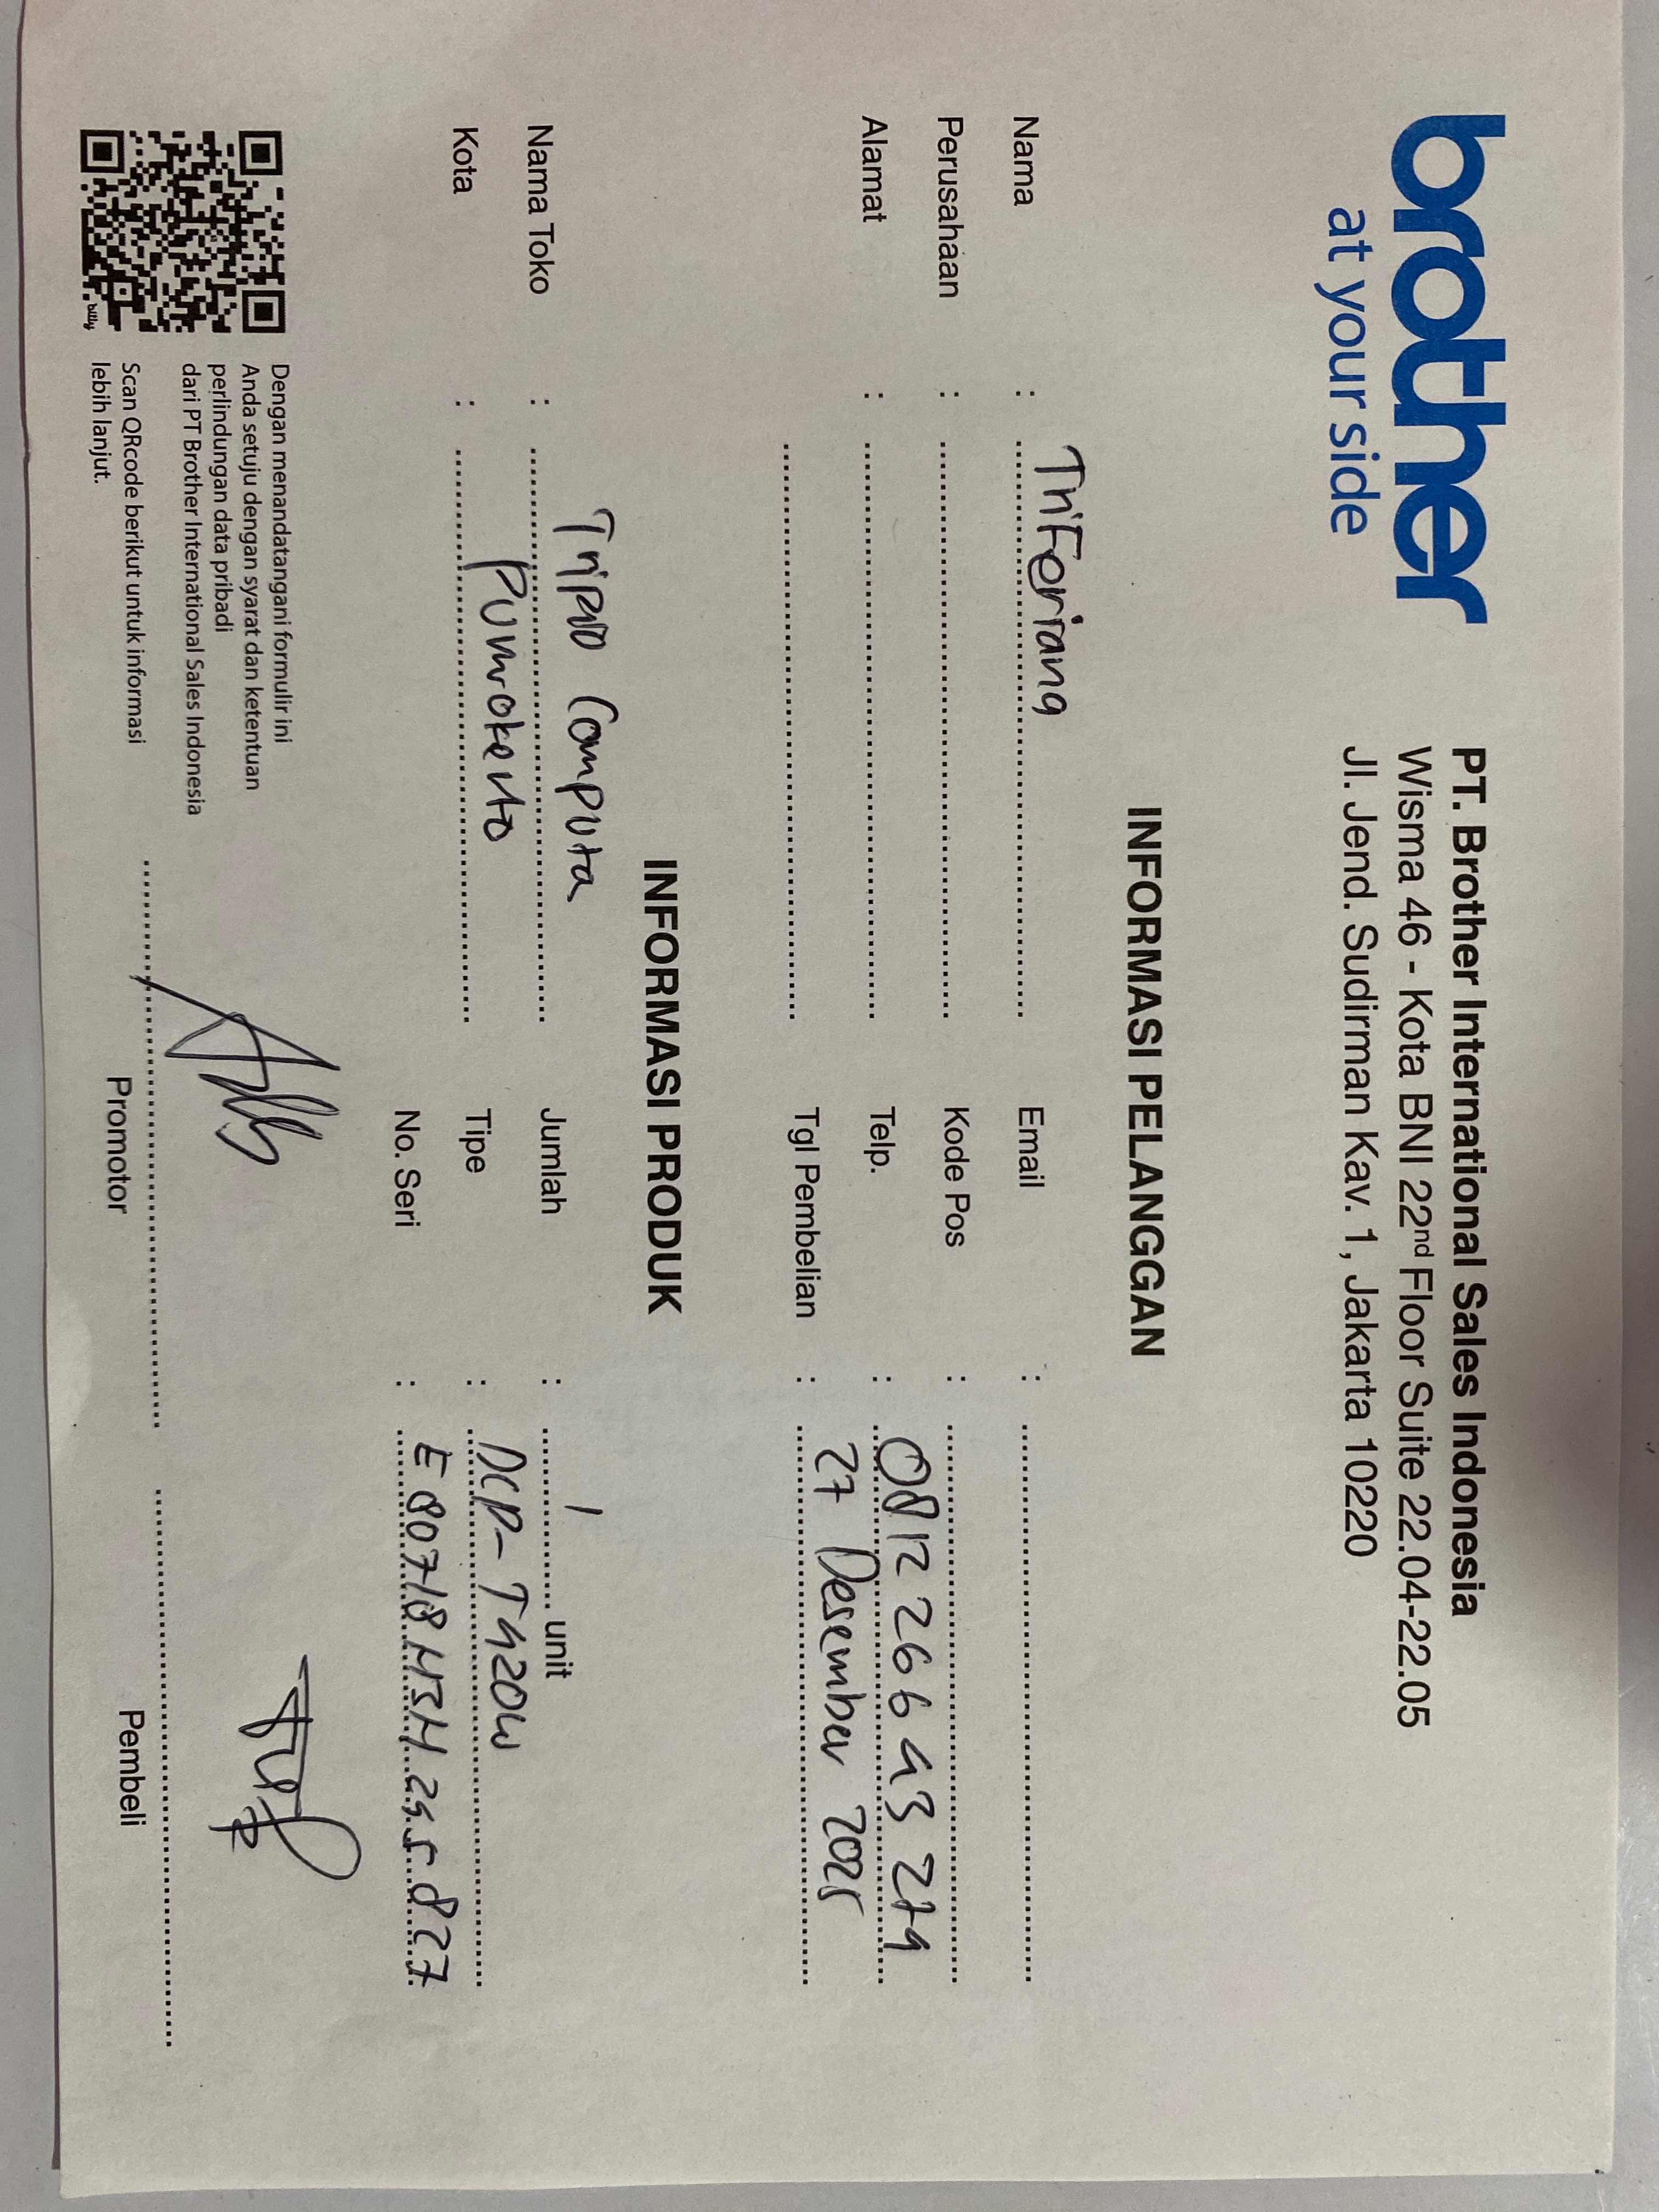 brother
at your side
PT. Brother International Sales Indonesia
Wisma 46 - Kota BNI 22nd Floor Suite 22.04-22.05
Jl. Jend. Sudirman Kav. 1, Jakarta 10220
INFORMASI PELANGGAN
Nama : Tri Feriang
Perusahaan :
Alamat :
Email :
Kode Pos :
Telp. : 0812 266 43 279
Tgl Pembelian : 27 Desember 2025
INFORMASI PRODUK
Nama Toko : Tripno Computa
Kota : Purwokerto
Jumlah : 1 unit
Tipe : DCP-T420W
No. Seri : E80718H3H255827
Dengan menandatangani formulir ini
Anda setuju dengan syarat dan ketentuan
perlindungan data pribadi
dari PT Brother International Sales Indonesia
Scan QRcode berikut untuk informasi
lebih lanjut.
bitly
Promotor
Pembeli